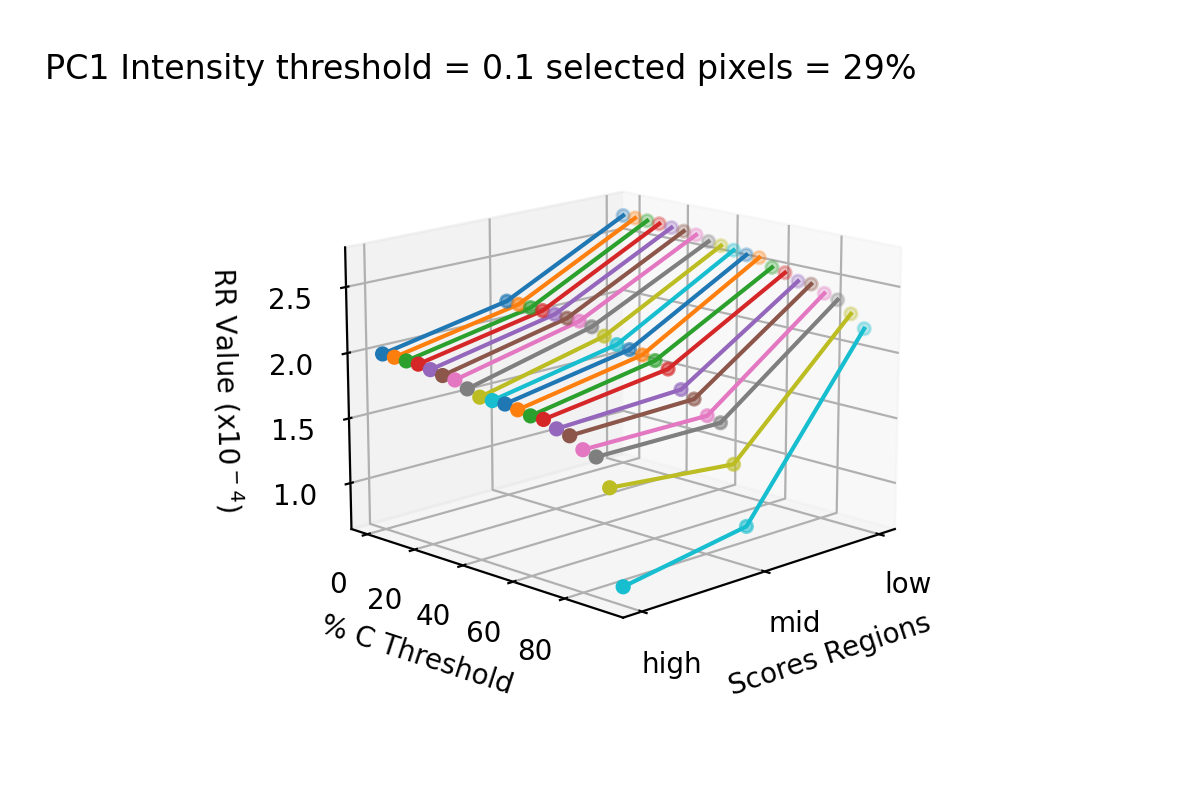 PC1 Intensity threshold = 0.1 selected pixels = 29%
RR Value (x10⁻⁴)
2.5
2.0
1.5
1.0
0
20
40
60
80
% C Threshold
high
mid
low
Scores Regions